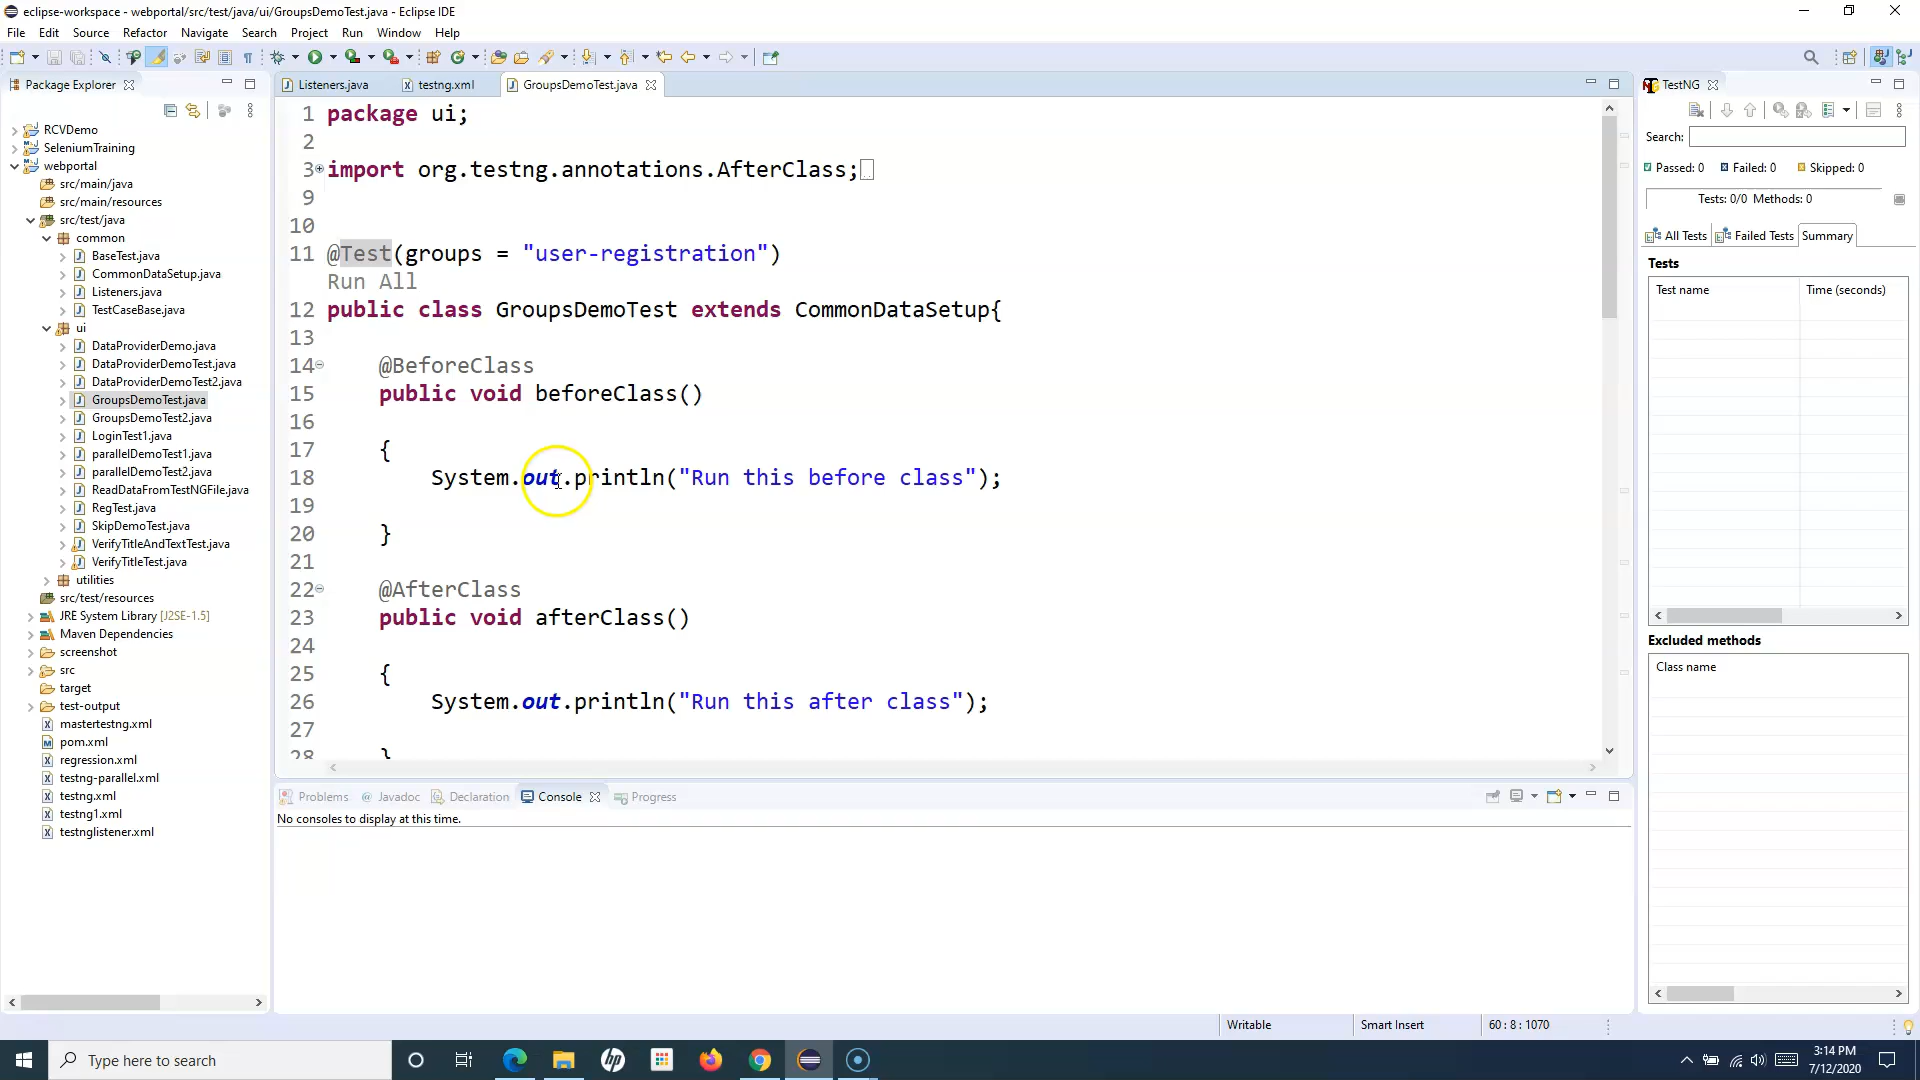 eclipse-workspace - webportal/src/test/java/ui/GroupsDemoTest.java - Eclipse IDE
File Edit Source Refactor Navigate Search Project Run Window Help
Package Explorer
RCVDemo
SeleniumTraining
webportal
src/main/java
src/main/resources
src/test/java
common
BaseTest.java
CommonDataSetup.java
Listeners.java
TestCaseBase.java
ui
DataProviderDemo.java
DataProviderDemoTest.java
DataProviderDemoTest2.java
GroupsDemoTest.java
GroupsDemoTest2.java
LoginTest1.java
parallelDemoTest1.java
parallelDemoTest2.java
ReadDataFromTestNGFile.java
RegTest.java
SkipDemoTest.java
VerifyTitleAndTextTest.java
VerifyTitleTest.java
utilities
src/test/resources
JRE System Library [J2SE-1.5]
Maven Dependencies
screenshot
src
target
test-output
mastertestng.xml
pom.xml
regression.xml
testng-parallel.xml
testng.xml
testng1.xml
testnglistener.xml
Listeners.java testng.xml GroupsDemoTest.java
1 package ui;
2
3 import org.testng.annotations.AfterClass;
9
10
11 @Test(groups = "user-registration")
Run All
12 public class GroupsDemoTest extends CommonDataSetup{
13
14 @BeforeClass
15 public void beforeClass()
16
17 {
18 System.out.println("Run this before class");
19
20 }
21
22 @AfterClass
23 public void afterClass()
24
25 {
26 System.out.println("Run this after class");
27
28 }
Problems Javadoc Declaration Console Progress
No consoles to display at this time.
TestNG
Search:
Passed: 0 Failed: 0 Skipped: 0
Tests: 0/0 Methods: 0
All Tests Failed Tests Summary
Tests
Test name Time (seconds)
Excluded methods
Class name
Writable Smart Insert 60 : 8 : 1070
Type here to search
hp
3:14 PM
7/12/2020